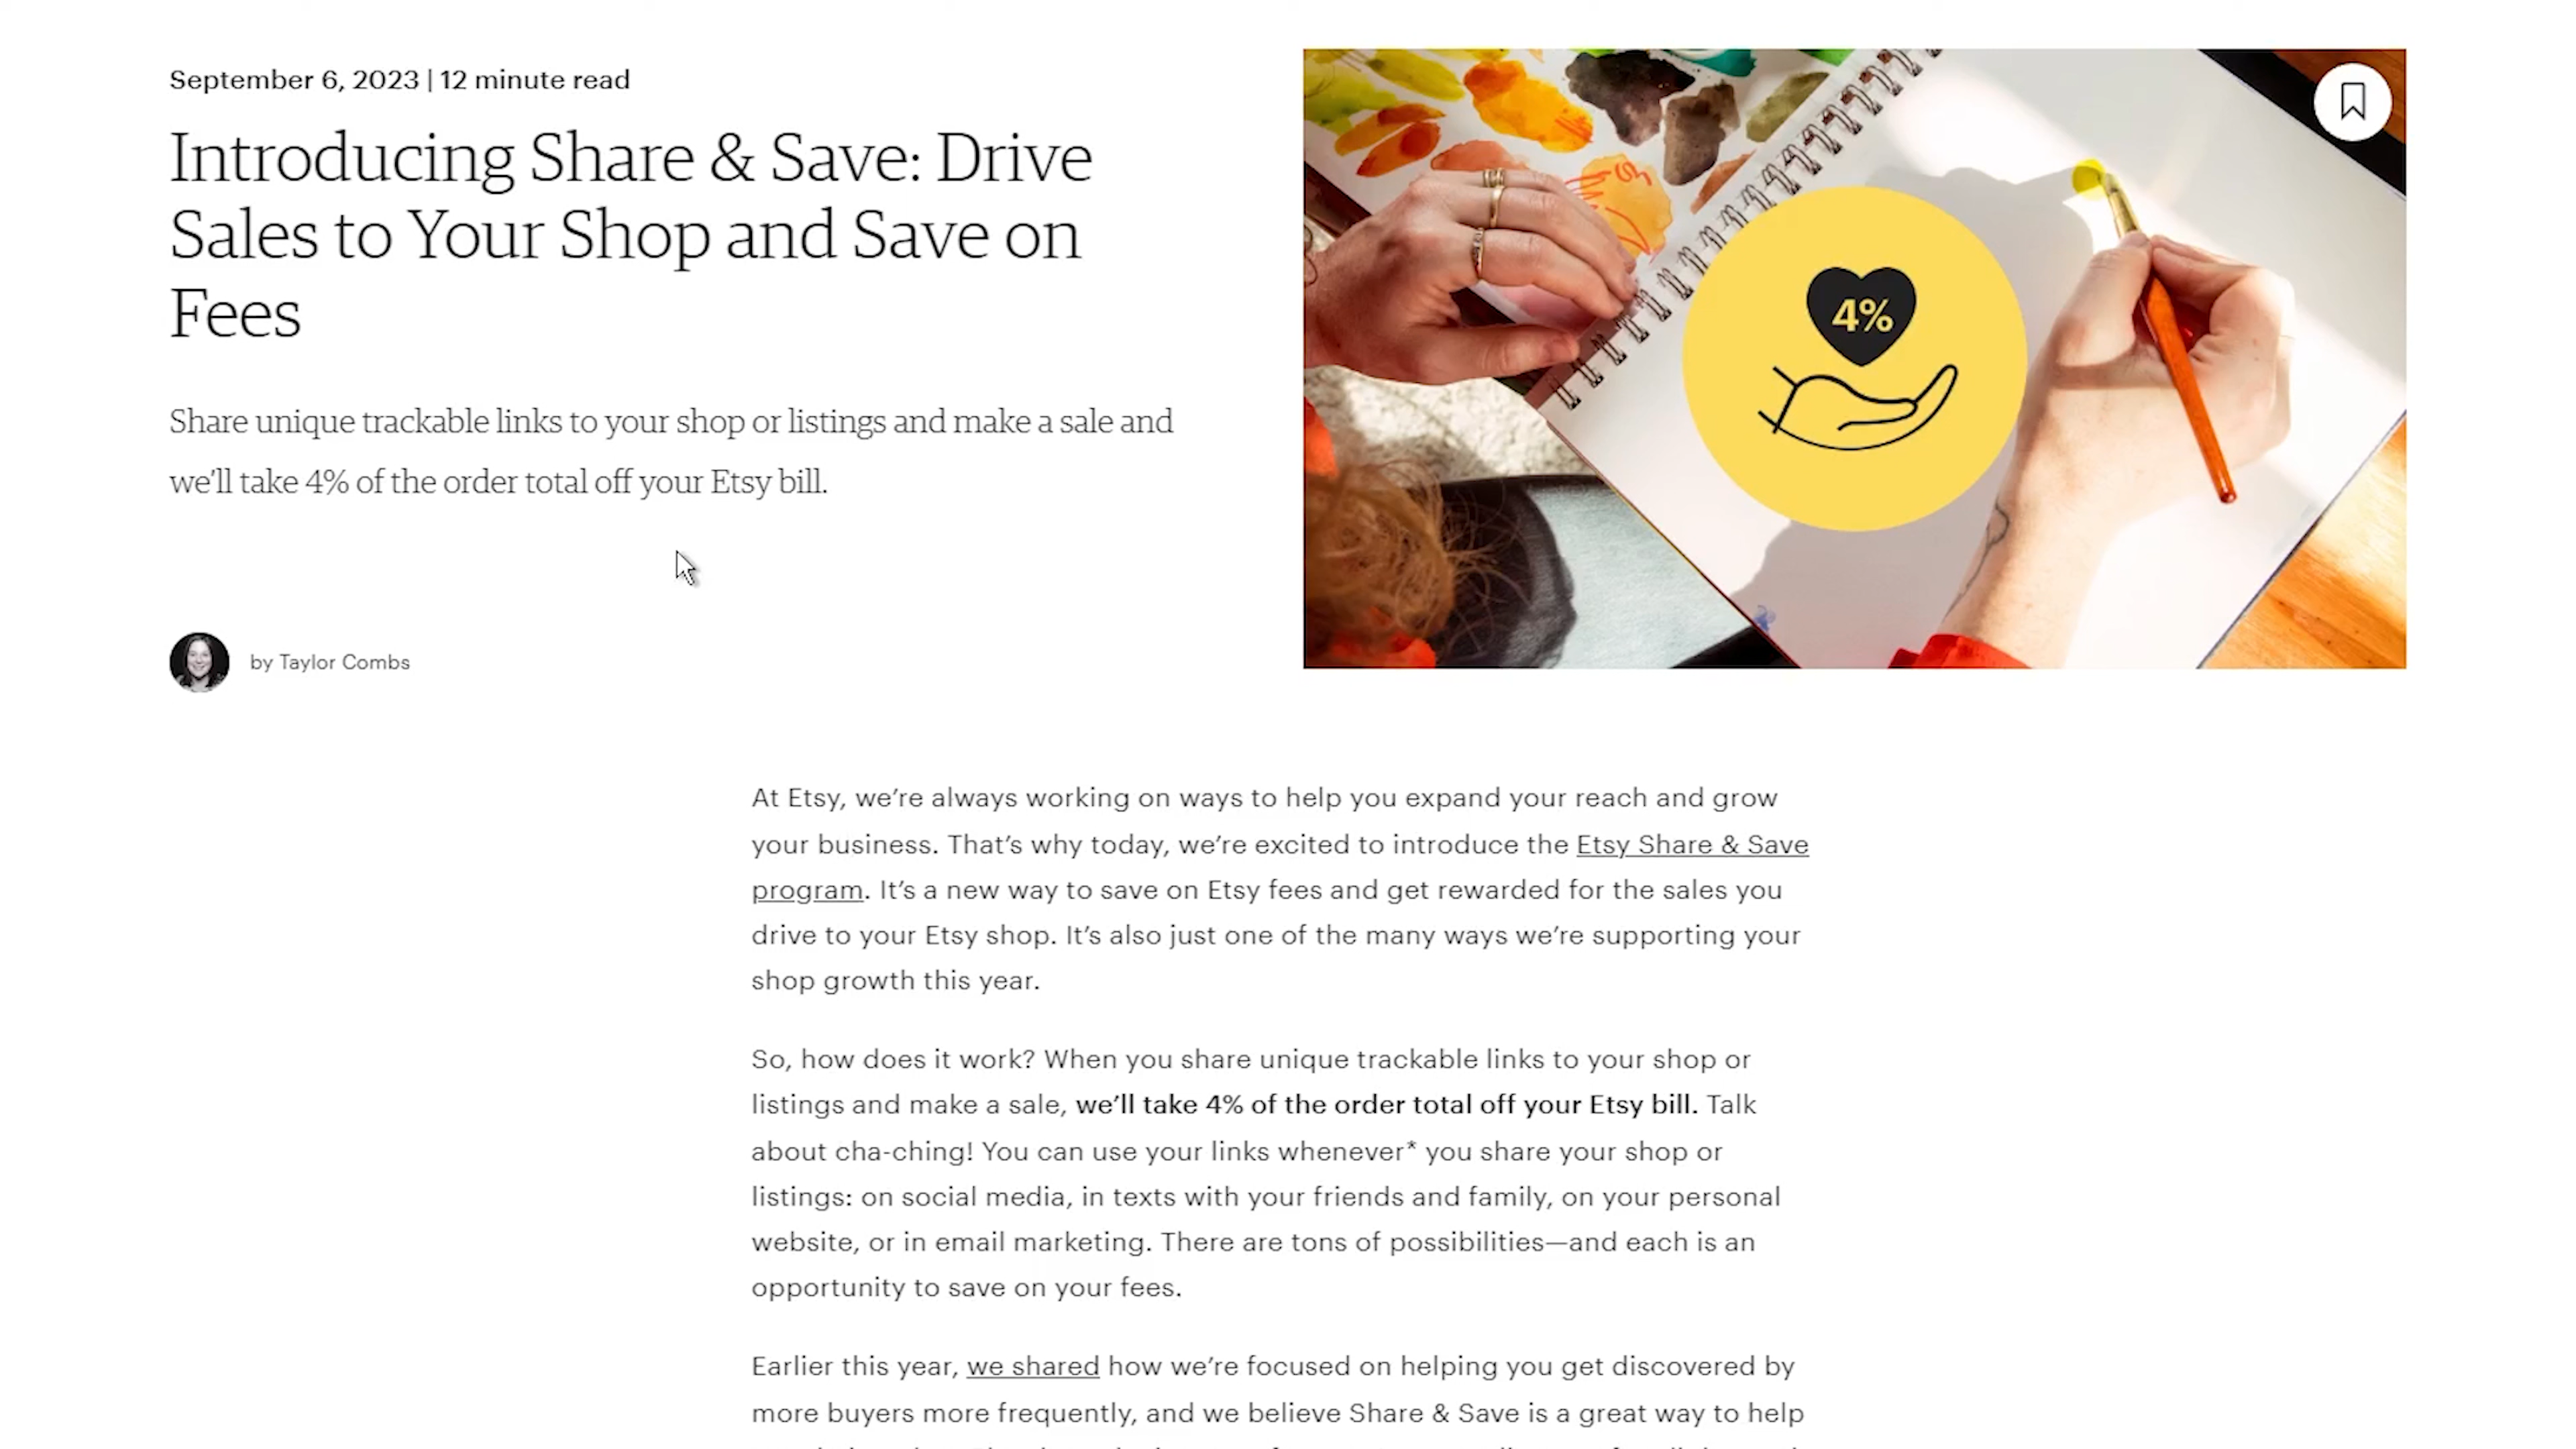 September 6, 2023 | 12 minute read
Introducing Share & Save: Drive
Sales to Your Shop and Save on
Fees
Share unique trackable links to your shop or listings and make a sale and
we’ll take 4% of the order total off your Etsy bill.
by Taylor Combs
4%
At Etsy, we’re always working on ways to help you expand your reach and grow
your business. That’s why today, we’re excited to introduce the Etsy Share & Save
program. It’s a new way to save on Etsy fees and get rewarded for the sales you
drive to your Etsy shop. It’s also just one of the many ways we’re supporting your
shop growth this year.
So, how does it work? When you share unique trackable links to your shop or
listings and make a sale, we’ll take 4% of the order total off your Etsy bill. Talk
about cha-ching! You can use your links whenever* you share your shop or
listings: on social media, in texts with your friends and family, on your personal
website, or in email marketing. There are tons of possibilities—and each is an
opportunity to save on your fees.
Earlier this year, we shared how we’re focused on helping you get discovered by
more buyers more frequently, and we believe Share & Save is a great way to help